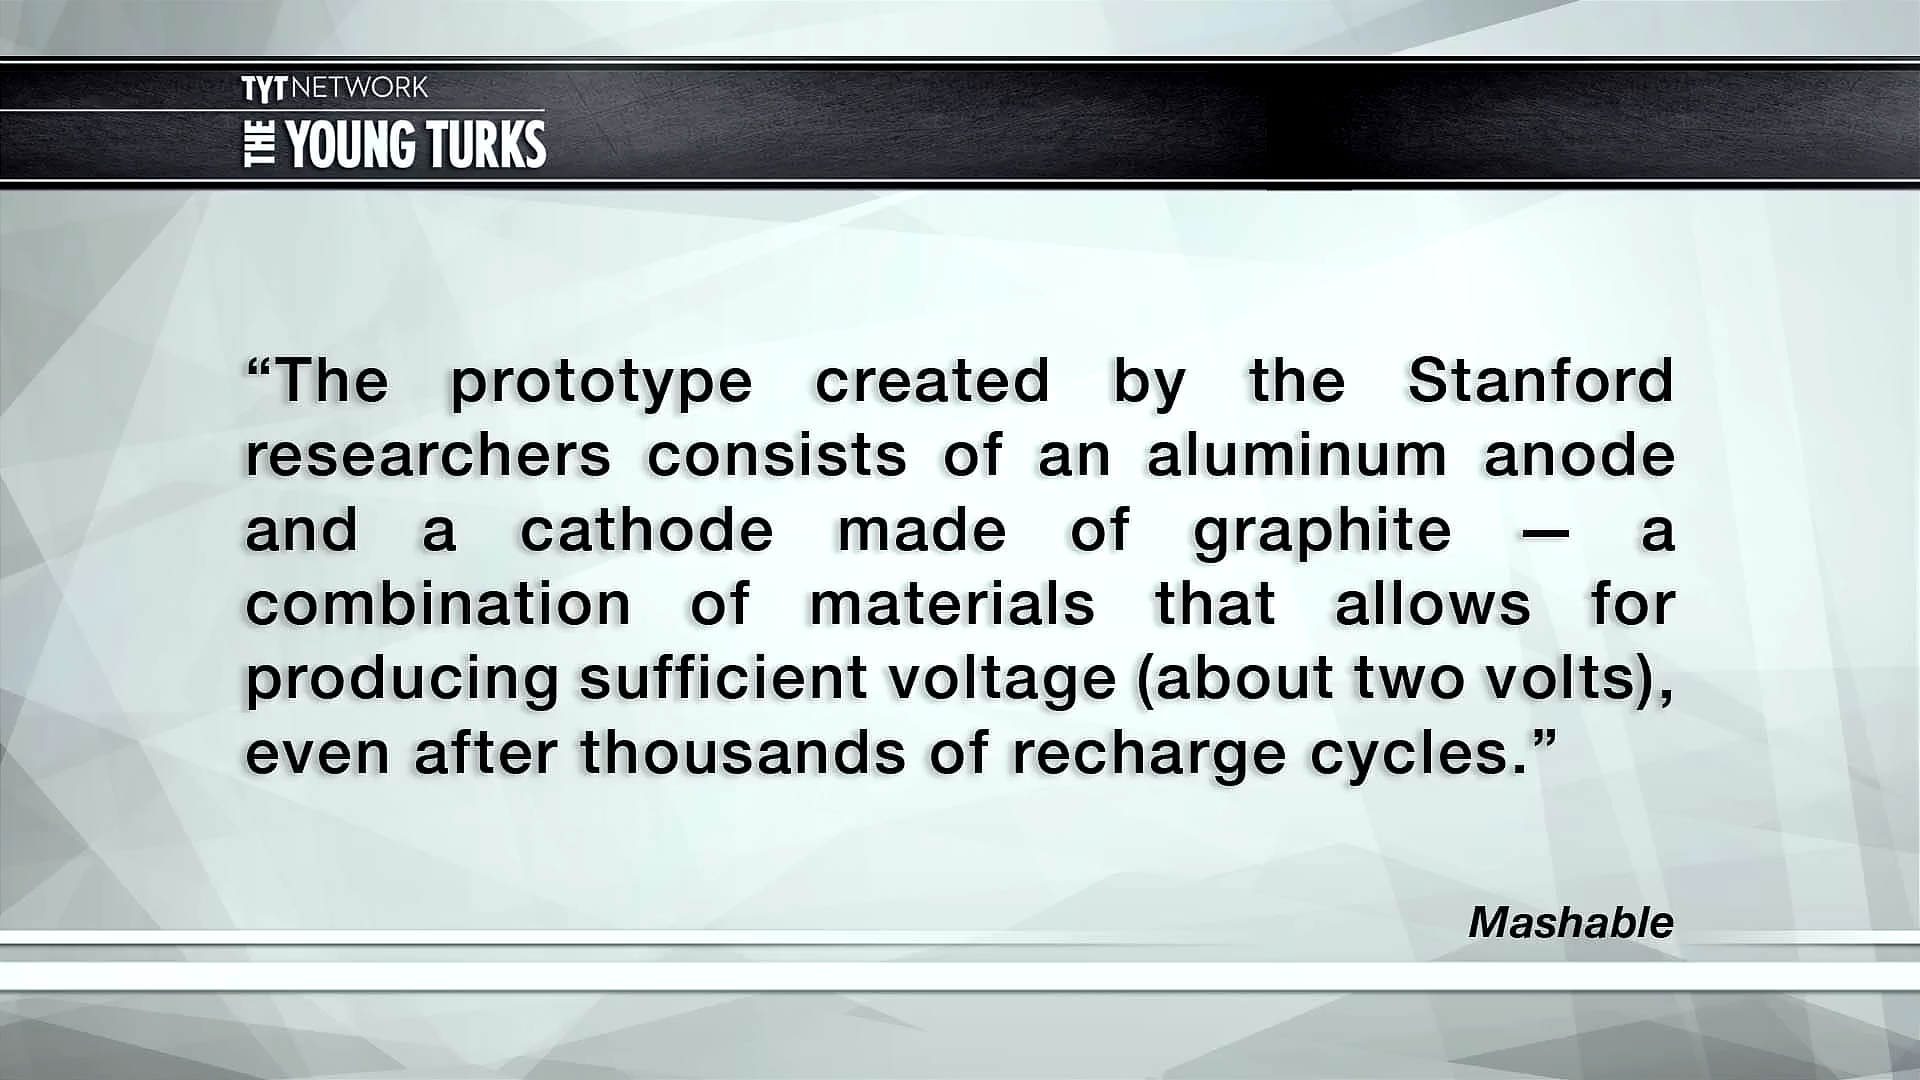 TYT NETWORK
THE YOUNG TURKS
“The prototype created by the Stanford
researchers consists of an aluminum anode
and a cathode made of graphite — a
combination of materials that allows for
producing sufficient voltage (about two volts),
even after thousands of recharge cycles.”
Mashable